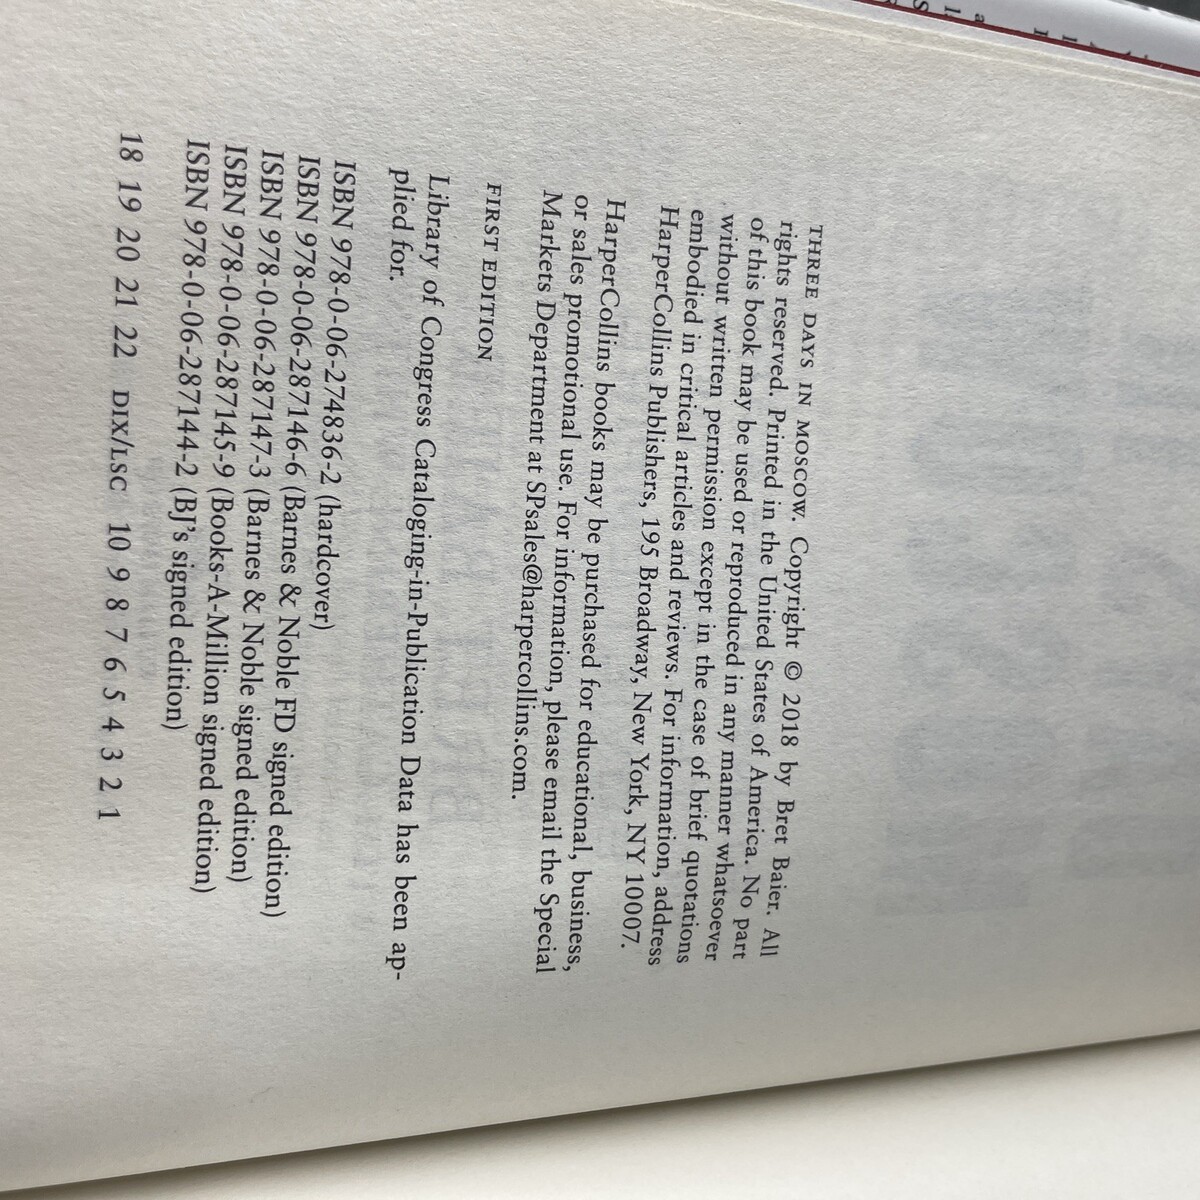 THREE DAYS IN MOSCOW. Copyright © 2018 by Bret Baier. All
rights reserved. Printed in the United States of America. No part
of this book may be used or reproduced in any manner whatsoever
without written permission except in the case of brief quotations
embodied in critical articles and reviews. For information, address
HarperCollins Publishers, 195 Broadway, New York, NY 10007.
HarperCollins books may be purchased for educational, business,
or sales promotional use. For information, please email the Special
Markets Department at SPsales@harpercollins.com.
FIRST EDITION
Library of Congress Cataloging-in-Publication Data has been ap-
plied for.
ISBN 978-0-06-274836-2 (hardcover)
ISBN 978-0-06-287146-6 (Barnes & Noble FD signed edition)
ISBN 978-0-06-287147-3 (Barnes & Noble signed edition)
ISBN 978-0-06-287145-9 (Books-A-Million signed edition)
ISBN 978-0-06-287144-2 (BJ's signed edition)
18 19 20 21 22 DIX/LSC 10 9 8 7 6 5 4 3 2 1